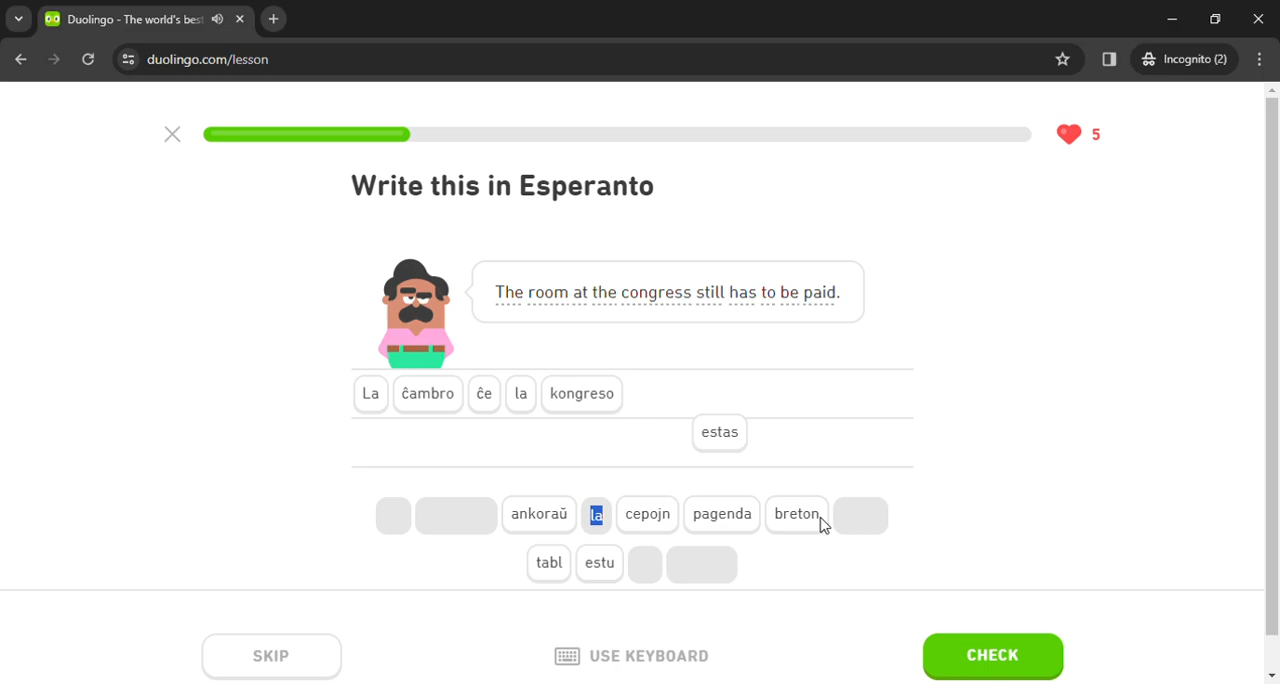 Duolingo - The world's best
duolingo.com/lesson
Incognito (2)
5
Write this in Esperanto
The room at the congress still has to be paid.
La ĉambro ĉe la kongreso
estas
ankoraŭ la cepojn pagenda breton
tabl estu
SKIP
USE KEYBOARD
CHECK